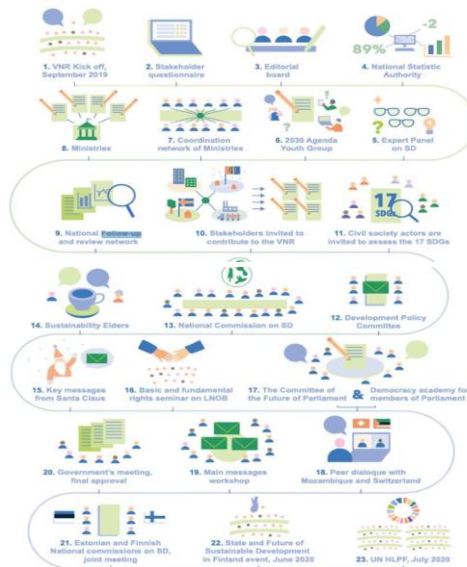 1. VNR Kick off,
September 2019
2. Stakeholder
questionnaire
3. Editorial
board
89%
-2
4. National Statistic
Authority
8. Ministries
7. Coordination
network of Ministries
6. 2030 Agenda
Youth Group
5. Expert Panel
on SD
9. National Follow-up
and review network
10. Stakeholders invited to
contribute to the VNR
17
SDGs
11. Civil society actors are
invited to assess the 17 SDGs
14. Sustainability Elders
13. National Commission on SD
12. Development Policy
Committee
15. Key messages
from Santa Claus
16. Basic and fundamental
rights seminar on LNOB
17. The Committee of
the Future of Parliament
&
Democracy academy for
members of Parliament
20. Government's meeting,
final approval
19. Main messages
workshop
18. Peer dialogue with
Mozambique and Switzerland
21. Estonian and Finnish
National commissions on SD,
joint meeting
22. State and Future of
Sustainable Development
in Finland event, June 2020
23. UN HLPF, July 2020